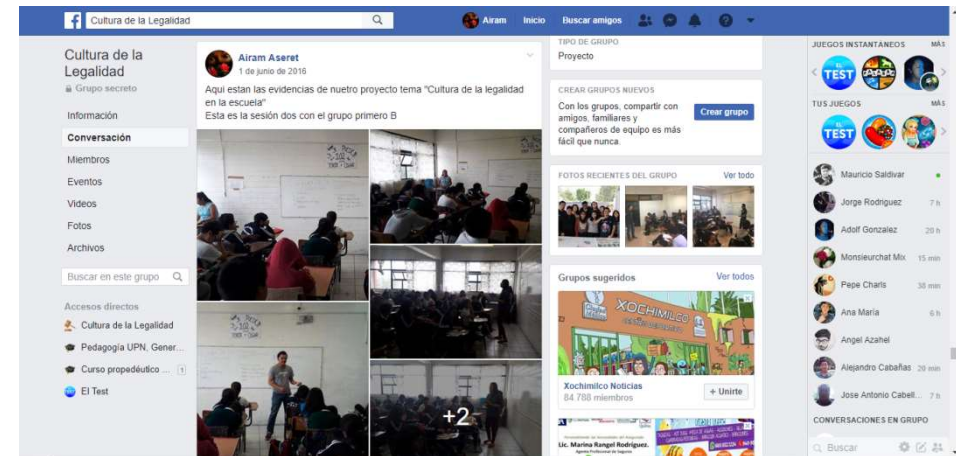 Cultura de la Legalidad
Airam
Inicio
Buscar amigos
Cultura de la
Legalidad
Grupo secreto
Información
Conversación
Miembros
Eventos
Videos
Fotos
Archivos
Buscar en este grupo
Accesos directos
Cultura de la Legalidad
Pedagogía UPN, Gener...
Curso propedéutico ... 1
El Test
Airam Aseret
1 de junio de 2016
Aqui estan las evidencias de nuetro proyecto tema "Cultura de la legalidad
en la escuela"
Esta es la sesión dos con el grupo primero B
+2
TIPO DE GRUPO
Proyecto
CREAR GRUPOS NUEVOS
Con los grupos, compartir con
amigos, familiares y
compañeros de equipo es más
fácil que nunca.
Crear grupo
FOTOS RECIENTES DEL GRUPO
Ver todo
Grupos sugeridos
Ver todos
XOCHIMILCO
Xochimilco Noticias
84 788 miembros
+ Unirte
Lic. Marina Rangel Rodríguez.
JUEGOS INSTANTÁNEOS
MÁS
EL
TEST
TUS JUEGOS
MÁS
EL
TEST
Mauricio Saldivar
Jorge Rodriguez 7 h
Adolf Gonzalez 20 h
Monsieurchat Mix 15 min
Pepe Charls 38 min
Ana María 6 h
Angel Azahel
Alejandro Cabañas 20 min
Jose Antonio Cabell... 7 h
CONVERSACIONES EN GRUPO
Buscar